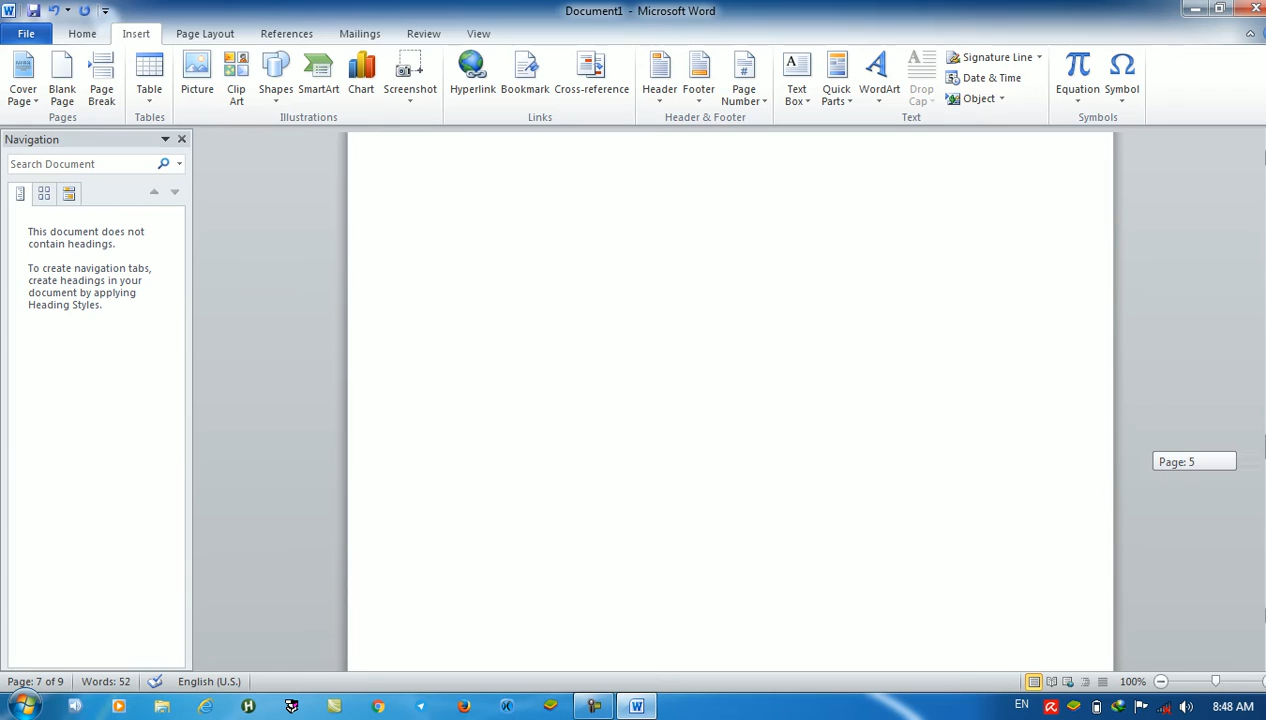 Document1 - Microsoft Word
File Home Insert Page Layout References Mailings Review View
Cover Page
Blank Page
Page Break
Table
Picture
Clip Art
Shapes
SmartArt
Chart
Screenshot
Hyperlink
Bookmark
Cross-reference
Header
Footer
Page Number
Text Box
Quick Parts
WordArt
Drop Cap
Signature Line
Date & Time
Object
Equation
Symbol
Pages Tables Illustrations Links Header & Footer Text Symbols
Navigation
Search Document
This document does not
contain headings.
To create navigation tabs,
create headings in your
document by applying
Heading Styles.
Page: 5
Page: 7 of 9 Words: 52 English (U.S.) 100%
EN 8:48 AM